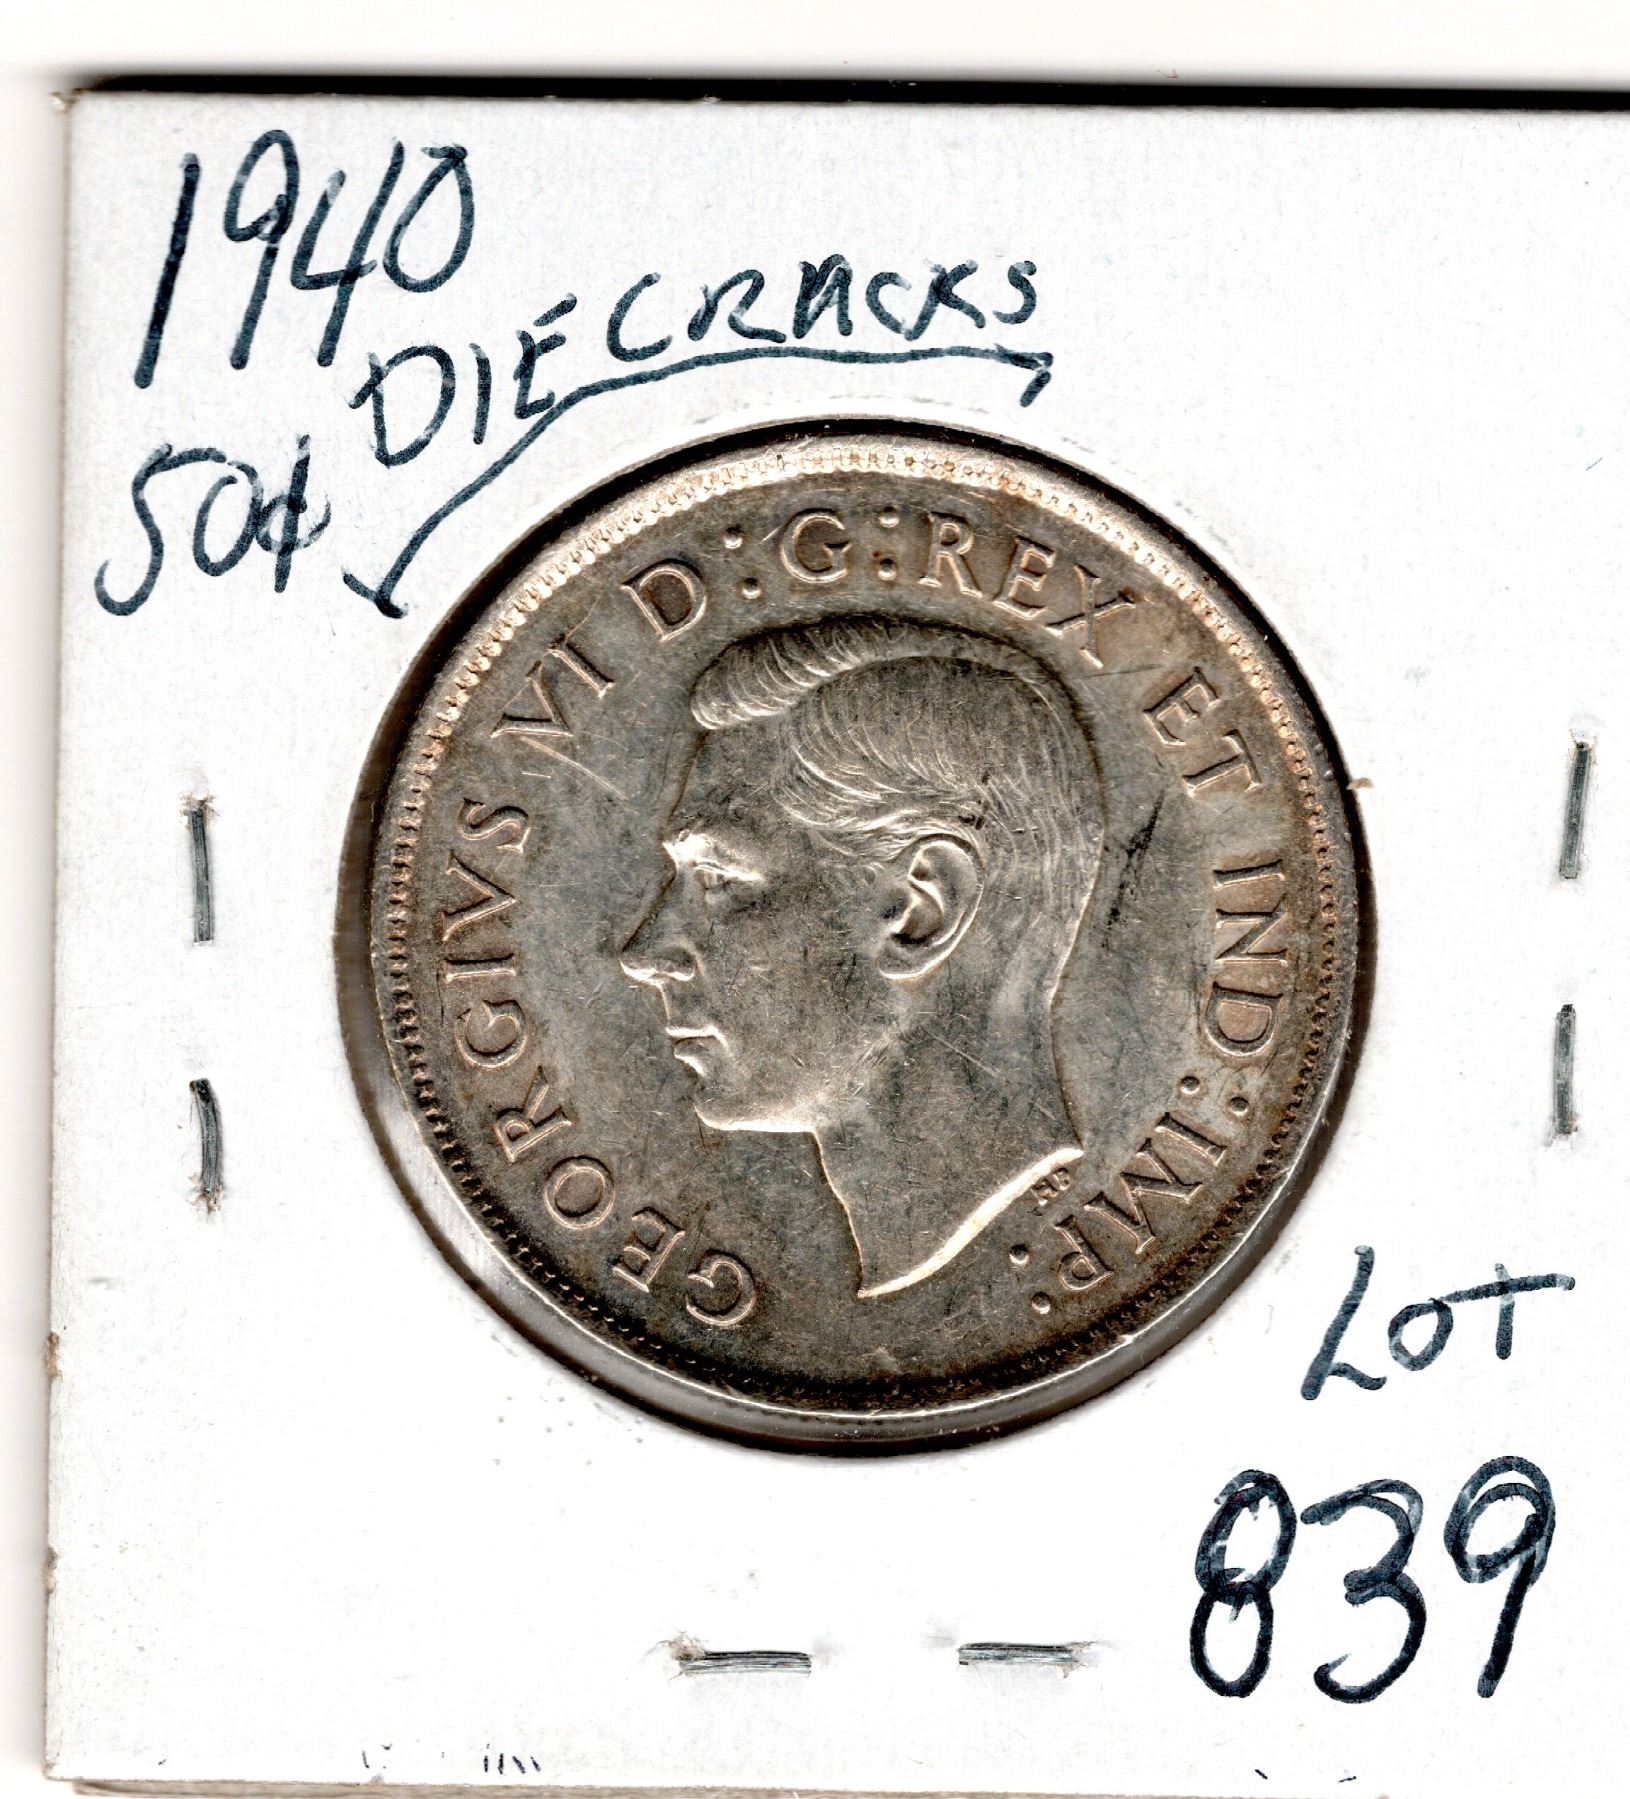 1940
DIE CRACKS
50¢
GEORGIVS VI D:G:REX ET IND:IMP:
HP
LOT
839